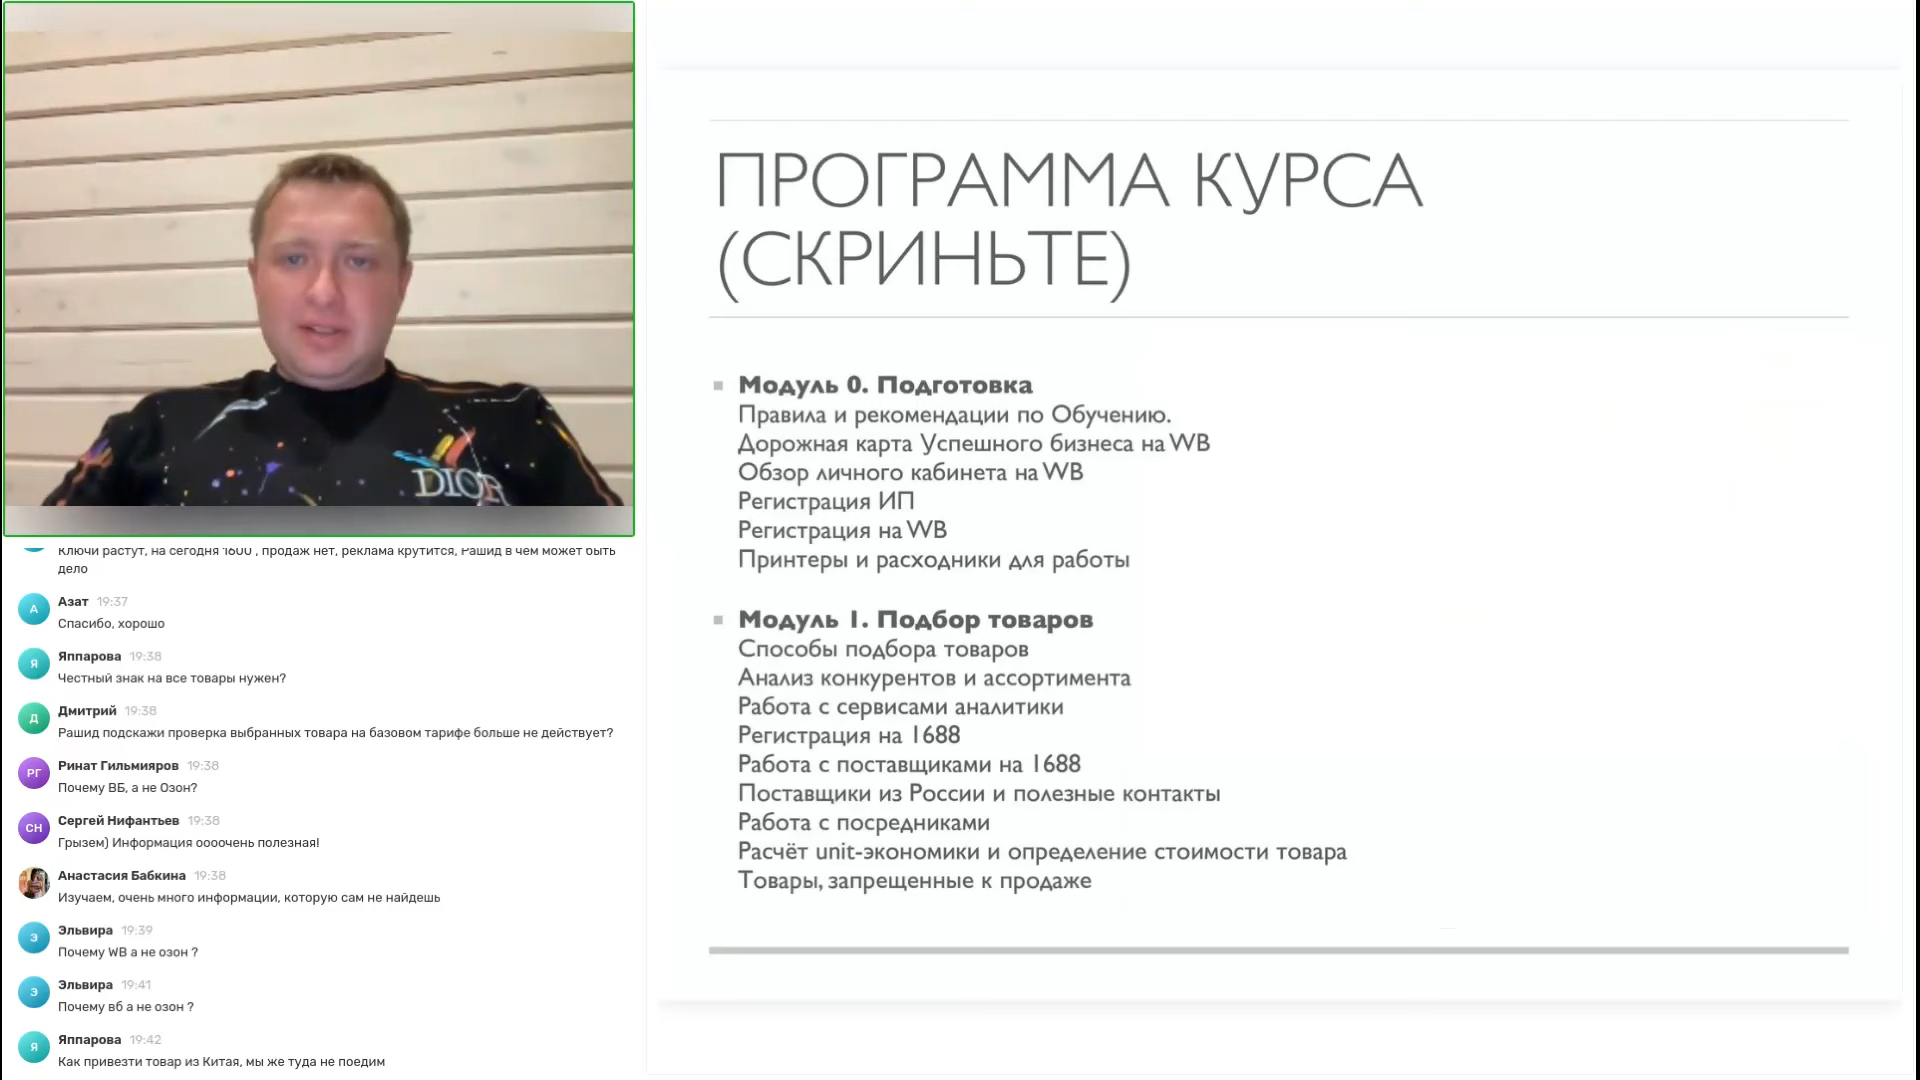 DIOR
Ключи растут, на сегодня 1600 , продаж нет, реклама крутится, Рашид в чем может быть
дело
А
Азат 19:37
Спасибо, хорошо
Я
Яппарова 19:38
Честный знак на все товары нужен?
Д
Дмитрий 19:38
Рашид подскажи проверка выбранных товара на базовом тарифе больше не действует?
РГ
Ринат Гильмияров 19:38
Почему ВБ, а не Озон?
СН
Сергей Нифантьев 19:38
Грызем) Информация оооочень полезная!
Анастасия Бабкина 19:38
Изучаем, очень много информации, которую сам не найдешь
Э
Эльвира 19:39
Почему WB а не озон ?
Э
Эльвира 19:41
Почему вб а не озон ?
Я
Яппарова 19:42
Как привезти товар из Китая, мы же туда не поедим
ПРОГРАММА КУРСА
(СКРИНЬТЕ)
Модуль 0. Подготовка
Правила и рекомендации по Обучению.
Дорожная карта Успешного бизнеса на WB
Обзор личного кабинета на WB
Регистрация ИП
Регистрация на WB
Принтеры и расходники для работы
Модуль 1. Подбор товаров
Способы подбора товаров
Анализ конкурентов и ассортимента
Работа с сервисами аналитики
Регистрация на 1688
Работа с поставщиками на 1688
Поставщики из России и полезные контакты
Работа с посредниками
Расчёт unit-экономики и определение стоимости товара
Товары, запрещенные к продаже